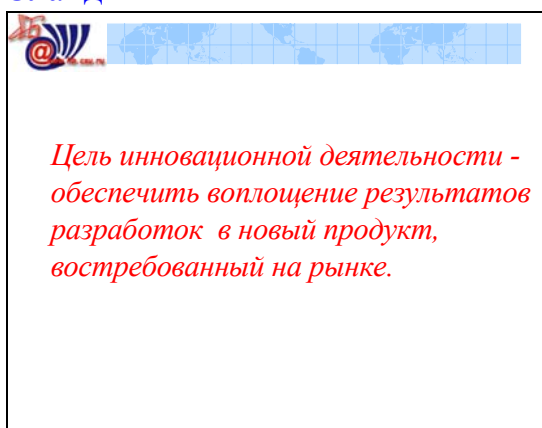 Цель инновационной деятельности -
обеспечить воплощение результатов
разработок в новый продукт,
востребованный на рынке.